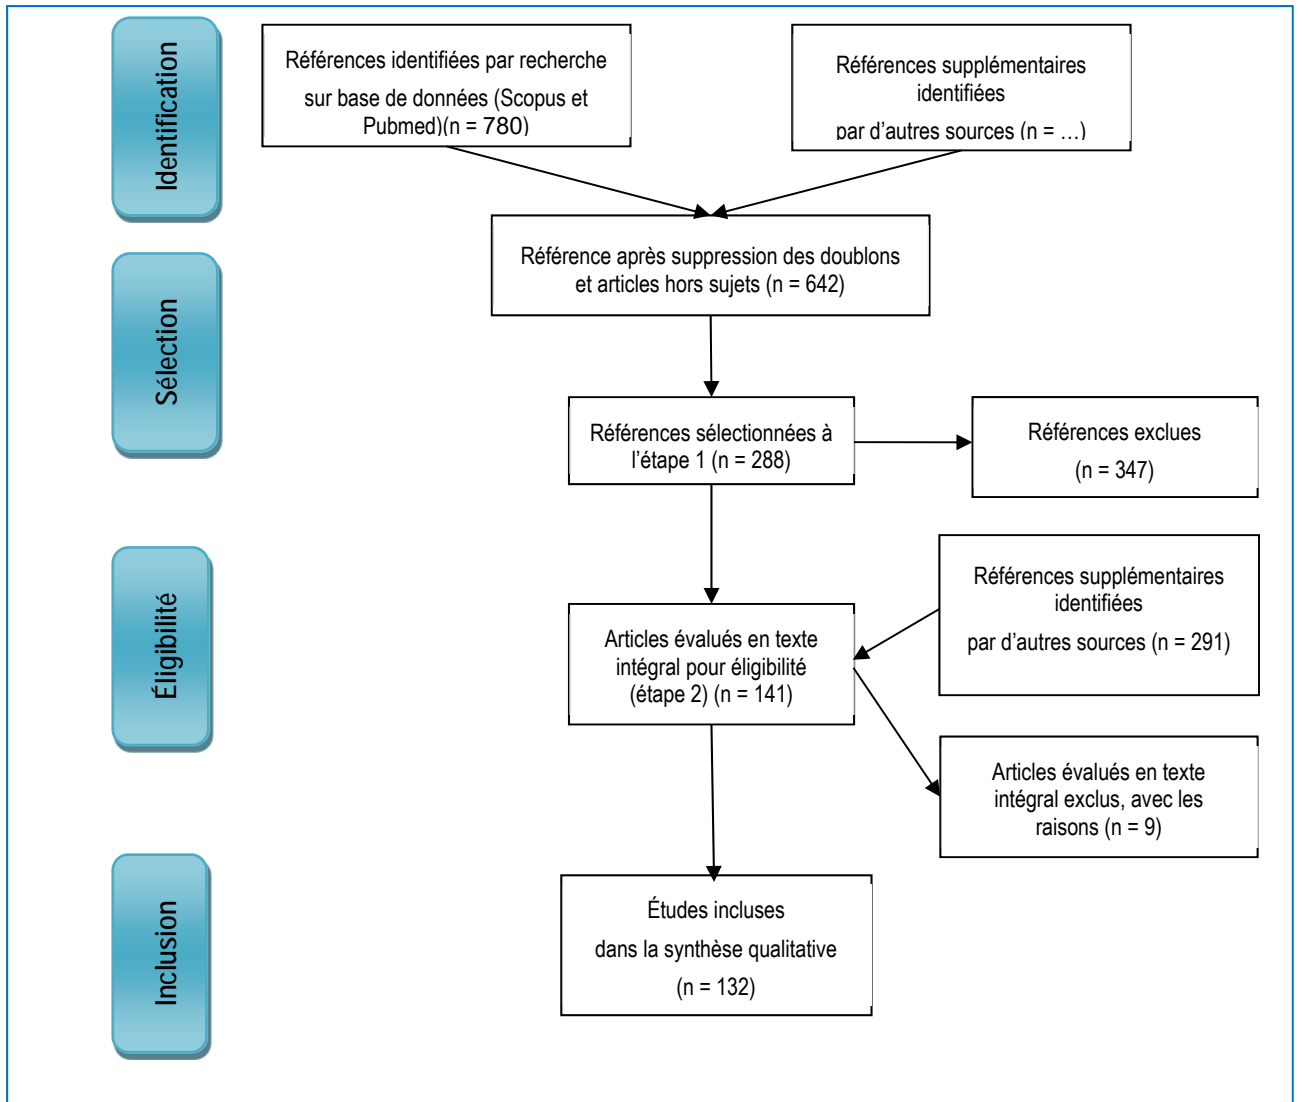 Identification
Références identifiées par recherche
sur base de données (Scopus et
Pubmed)(n = 780)
Références supplémentaires
identifiées
par d’autres sources (n = …)
Référence après suppression des doublons
et articles hors sujets (n = 642)
Sélection
Références sélectionnées à
l’étape 1 (n = 288)
Références exclues
(n = 347)
Éligibilité
Références supplémentaires
identifiées
par d’autres sources (n = 291)
Articles évalués en texte
intégral pour éligibilité
(étape 2) (n = 141)
Articles évalués en texte
intégral exclus, avec les
raisons (n = 9)
Inclusion
Études incluses
dans la synthèse qualitative
(n = 132)